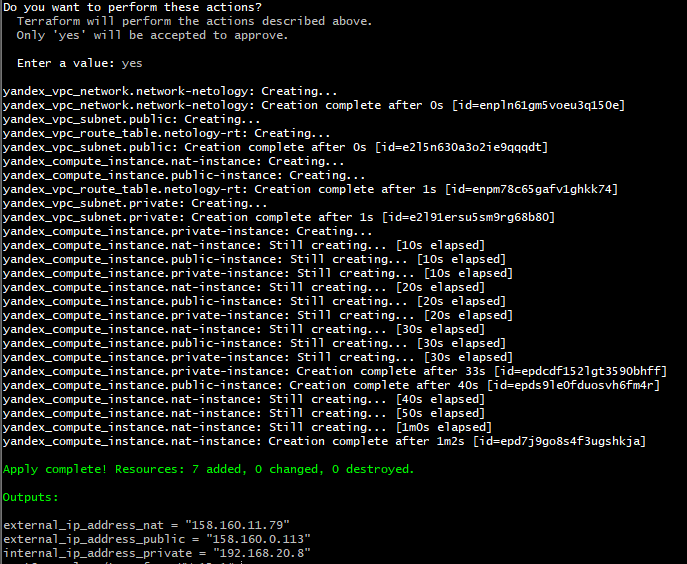 Do you want to perform these actions?
  Terraform will perform the actions described above.
  Only 'yes' will be accepted to approve.

  Enter a value: yes

yandex_vpc_network.network-netology: Creating...
yandex_vpc_network.network-netology: Creation complete after 0s [id=enpln61gm5voeu3q150e]
yandex_vpc_subnet.public: Creating...
yandex_vpc_route_table.netology-rt: Creating...
yandex_vpc_subnet.public: Creation complete after 0s [id=e2l5n630a3o2ie9qqqdt]
yandex_compute_instance.nat-instance: Creating...
yandex_compute_instance.public-instance: Creating...
yandex_vpc_route_table.netology-rt: Creation complete after 1s [id=enpm78c65gafv1ghkk74]
yandex_vpc_subnet.private: Creating...
yandex_vpc_subnet.private: Creation complete after 1s [id=e2l91ersu5sm9rg68b80]
yandex_compute_instance.private-instance: Creating...
yandex_compute_instance.nat-instance: Still creating... [10s elapsed]
yandex_compute_instance.public-instance: Still creating... [10s elapsed]
yandex_compute_instance.private-instance: Still creating... [10s elapsed]
yandex_compute_instance.nat-instance: Still creating... [20s elapsed]
yandex_compute_instance.public-instance: Still creating... [20s elapsed]
yandex_compute_instance.private-instance: Still creating... [20s elapsed]
yandex_compute_instance.nat-instance: Still creating... [30s elapsed]
yandex_compute_instance.public-instance: Still creating... [30s elapsed]
yandex_compute_instance.private-instance: Still creating... [30s elapsed]
yandex_compute_instance.private-instance: Creation complete after 33s [id=epdcdf152lgt3590bhff]
yandex_compute_instance.public-instance: Creation complete after 40s [id=epds9le0fduosvh6fm4r]
yandex_compute_instance.nat-instance: Still creating... [40s elapsed]
yandex_compute_instance.nat-instance: Still creating... [50s elapsed]
yandex_compute_instance.nat-instance: Still creating... [1m0s elapsed]
yandex_compute_instance.nat-instance: Creation complete after 1m2s [id=epd7j9go8s4f3ugshkja]

Apply complete! Resources: 7 added, 0 changed, 0 destroyed.

Outputs:

external_ip_address_nat = "158.160.11.79"
external_ip_address_public = "158.160.0.113"
internal_ip_address_private = "192.168.20.8"